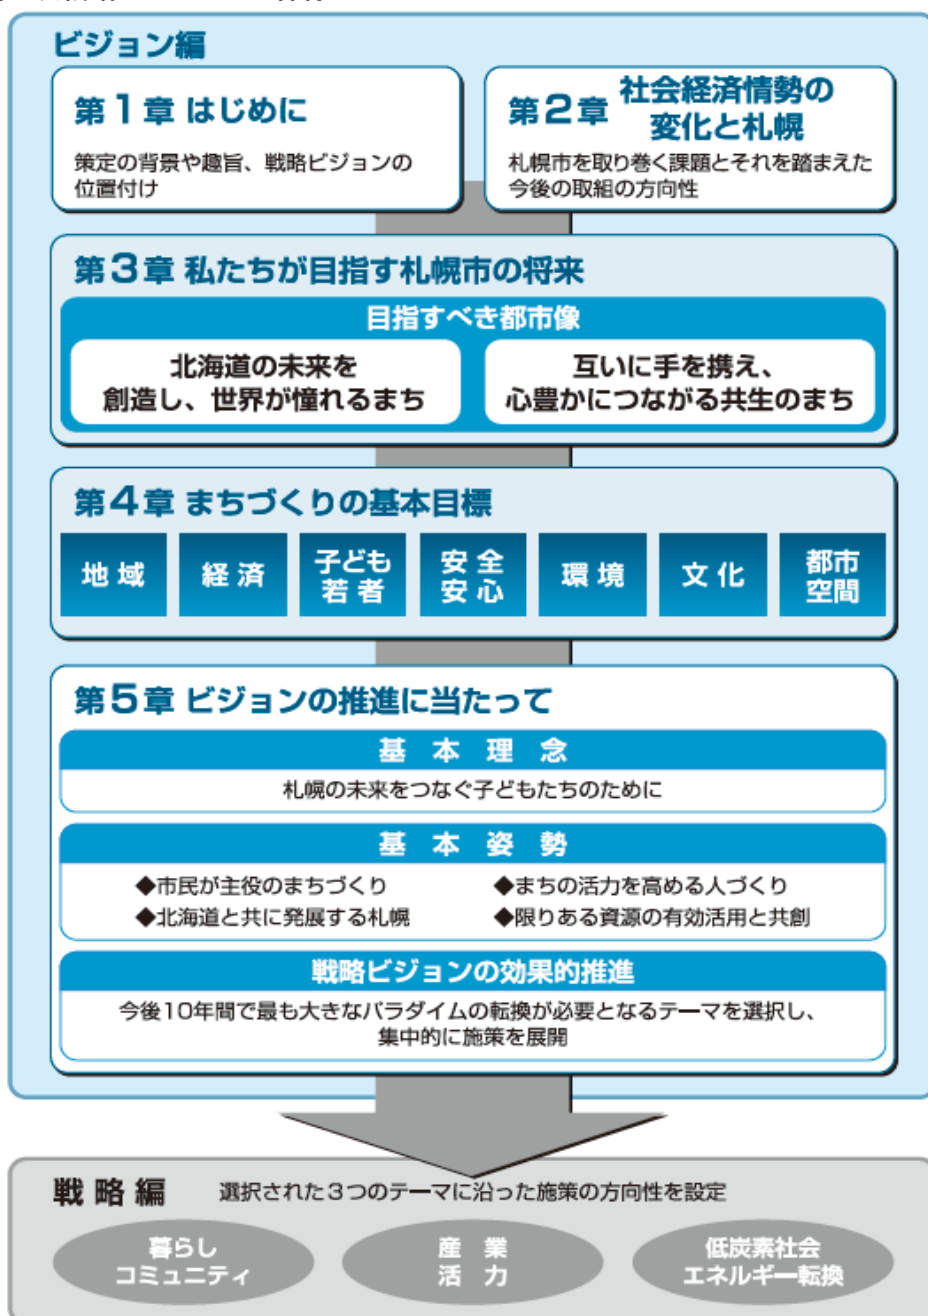 ビジョン編
第1章 はじめに
策定の背景や趣旨、戦略ビジョンの
位置付け
第2章 社会経済情勢の
変化と札幌
札幌市を取り巻く課題とそれを踏まえた
今後の取組の方向性
第3章 私たちが目指す札幌市の将来
目指すべき都市像
北海道の未来を
創造し、世界が憧れるまち
互いに手を携え、
心豊かにつながる共生のまち
第4章 まちづくりの基本目標
地域
経済
子ども
若者
安全
安心
環境
文化
都市
空間
第5章 ビジョンの推進に当たって
基本理念
札幌の未来をつなぐ子どもたちのために
基本姿勢
◆市民が主役のまちづくり
◆まちの活力を高める人づくり
◆北海道と共に発展する札幌
◆限りある資源の有効活用と共創
戦略ビジョンの効果的推進
今後10年間で最も大きなパラダイムの転換が必要となるテーマを選択し、
集中的に施策を展開
戦略編 選択された3つのテーマに沿った施策の方向性を設定
暮らし
コミュニティ
産業
活力
低炭素社会
エネルギー転換